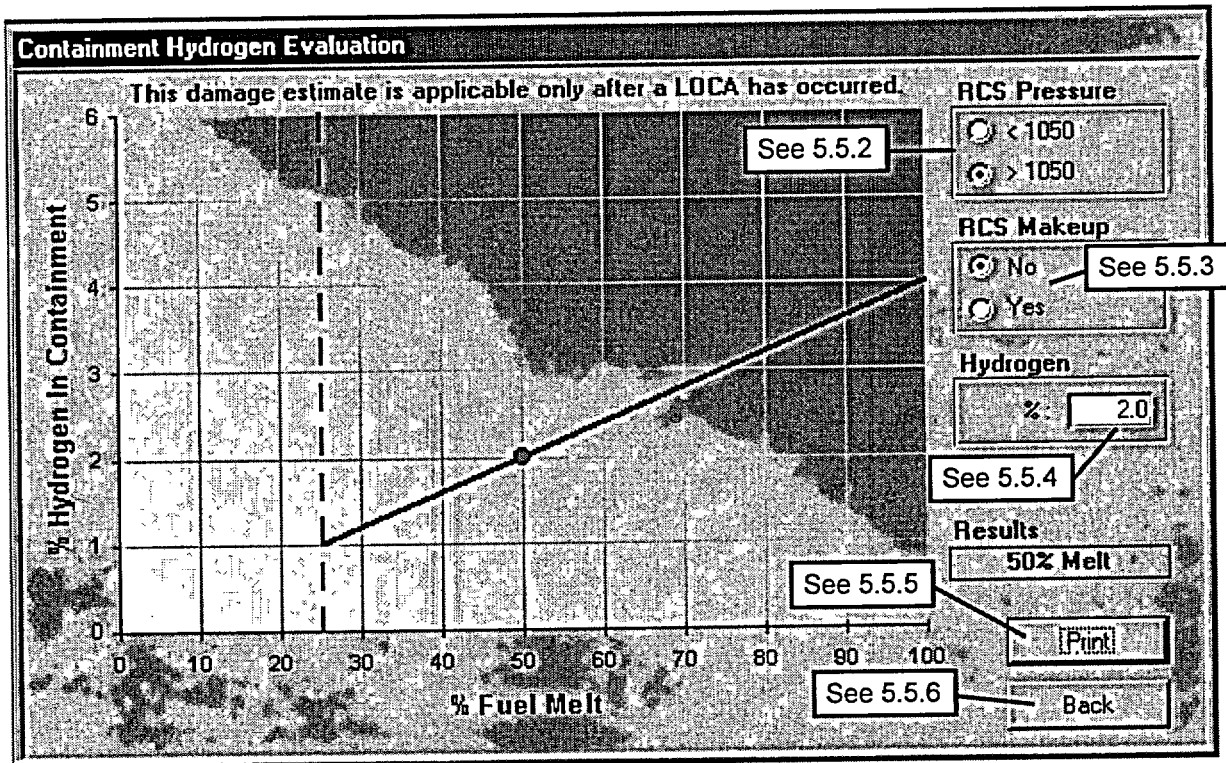 Containment Hydrogen Evaluation
This damage estimate is applicable only after a LOCA has occurred.
% Hydrogen In Containment
6
5
4
3
2
1
0
0 10 20 30 40 50 60 70 80 90 100
% Fuel Melt
RCS Pressure
< 1050
> 1050
See 5.5.2
RCS Makeup
No
Yes
See 5.5.3
Hydrogen
%: 2.0
See 5.5.4
Results
50% Melt
See 5.5.5
Print
See 5.5.6
Back